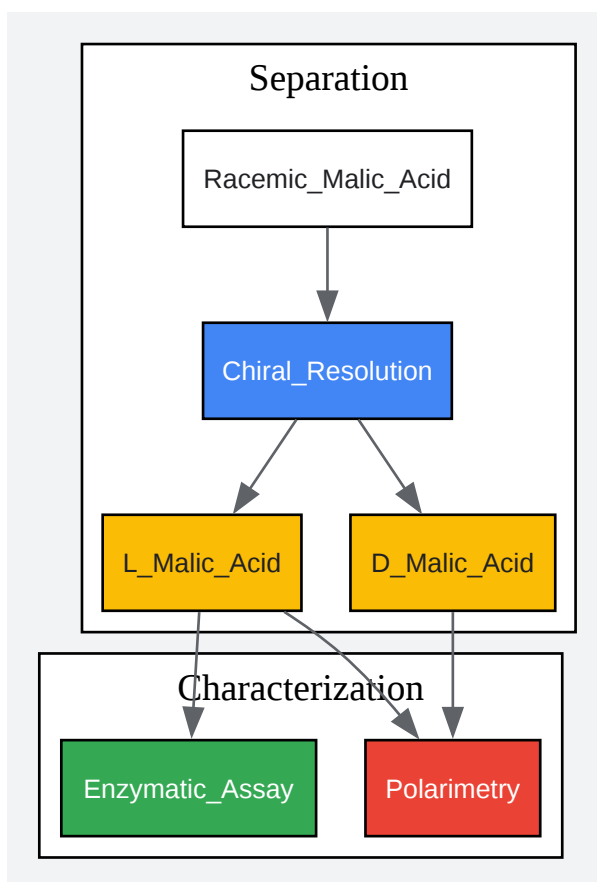 Separation
Racemic_Malic_Acid
Chiral_Resolution
L_Malic_Acid
D_Malic_Acid
Characterization
Enzymatic_Assay
Polarimetry